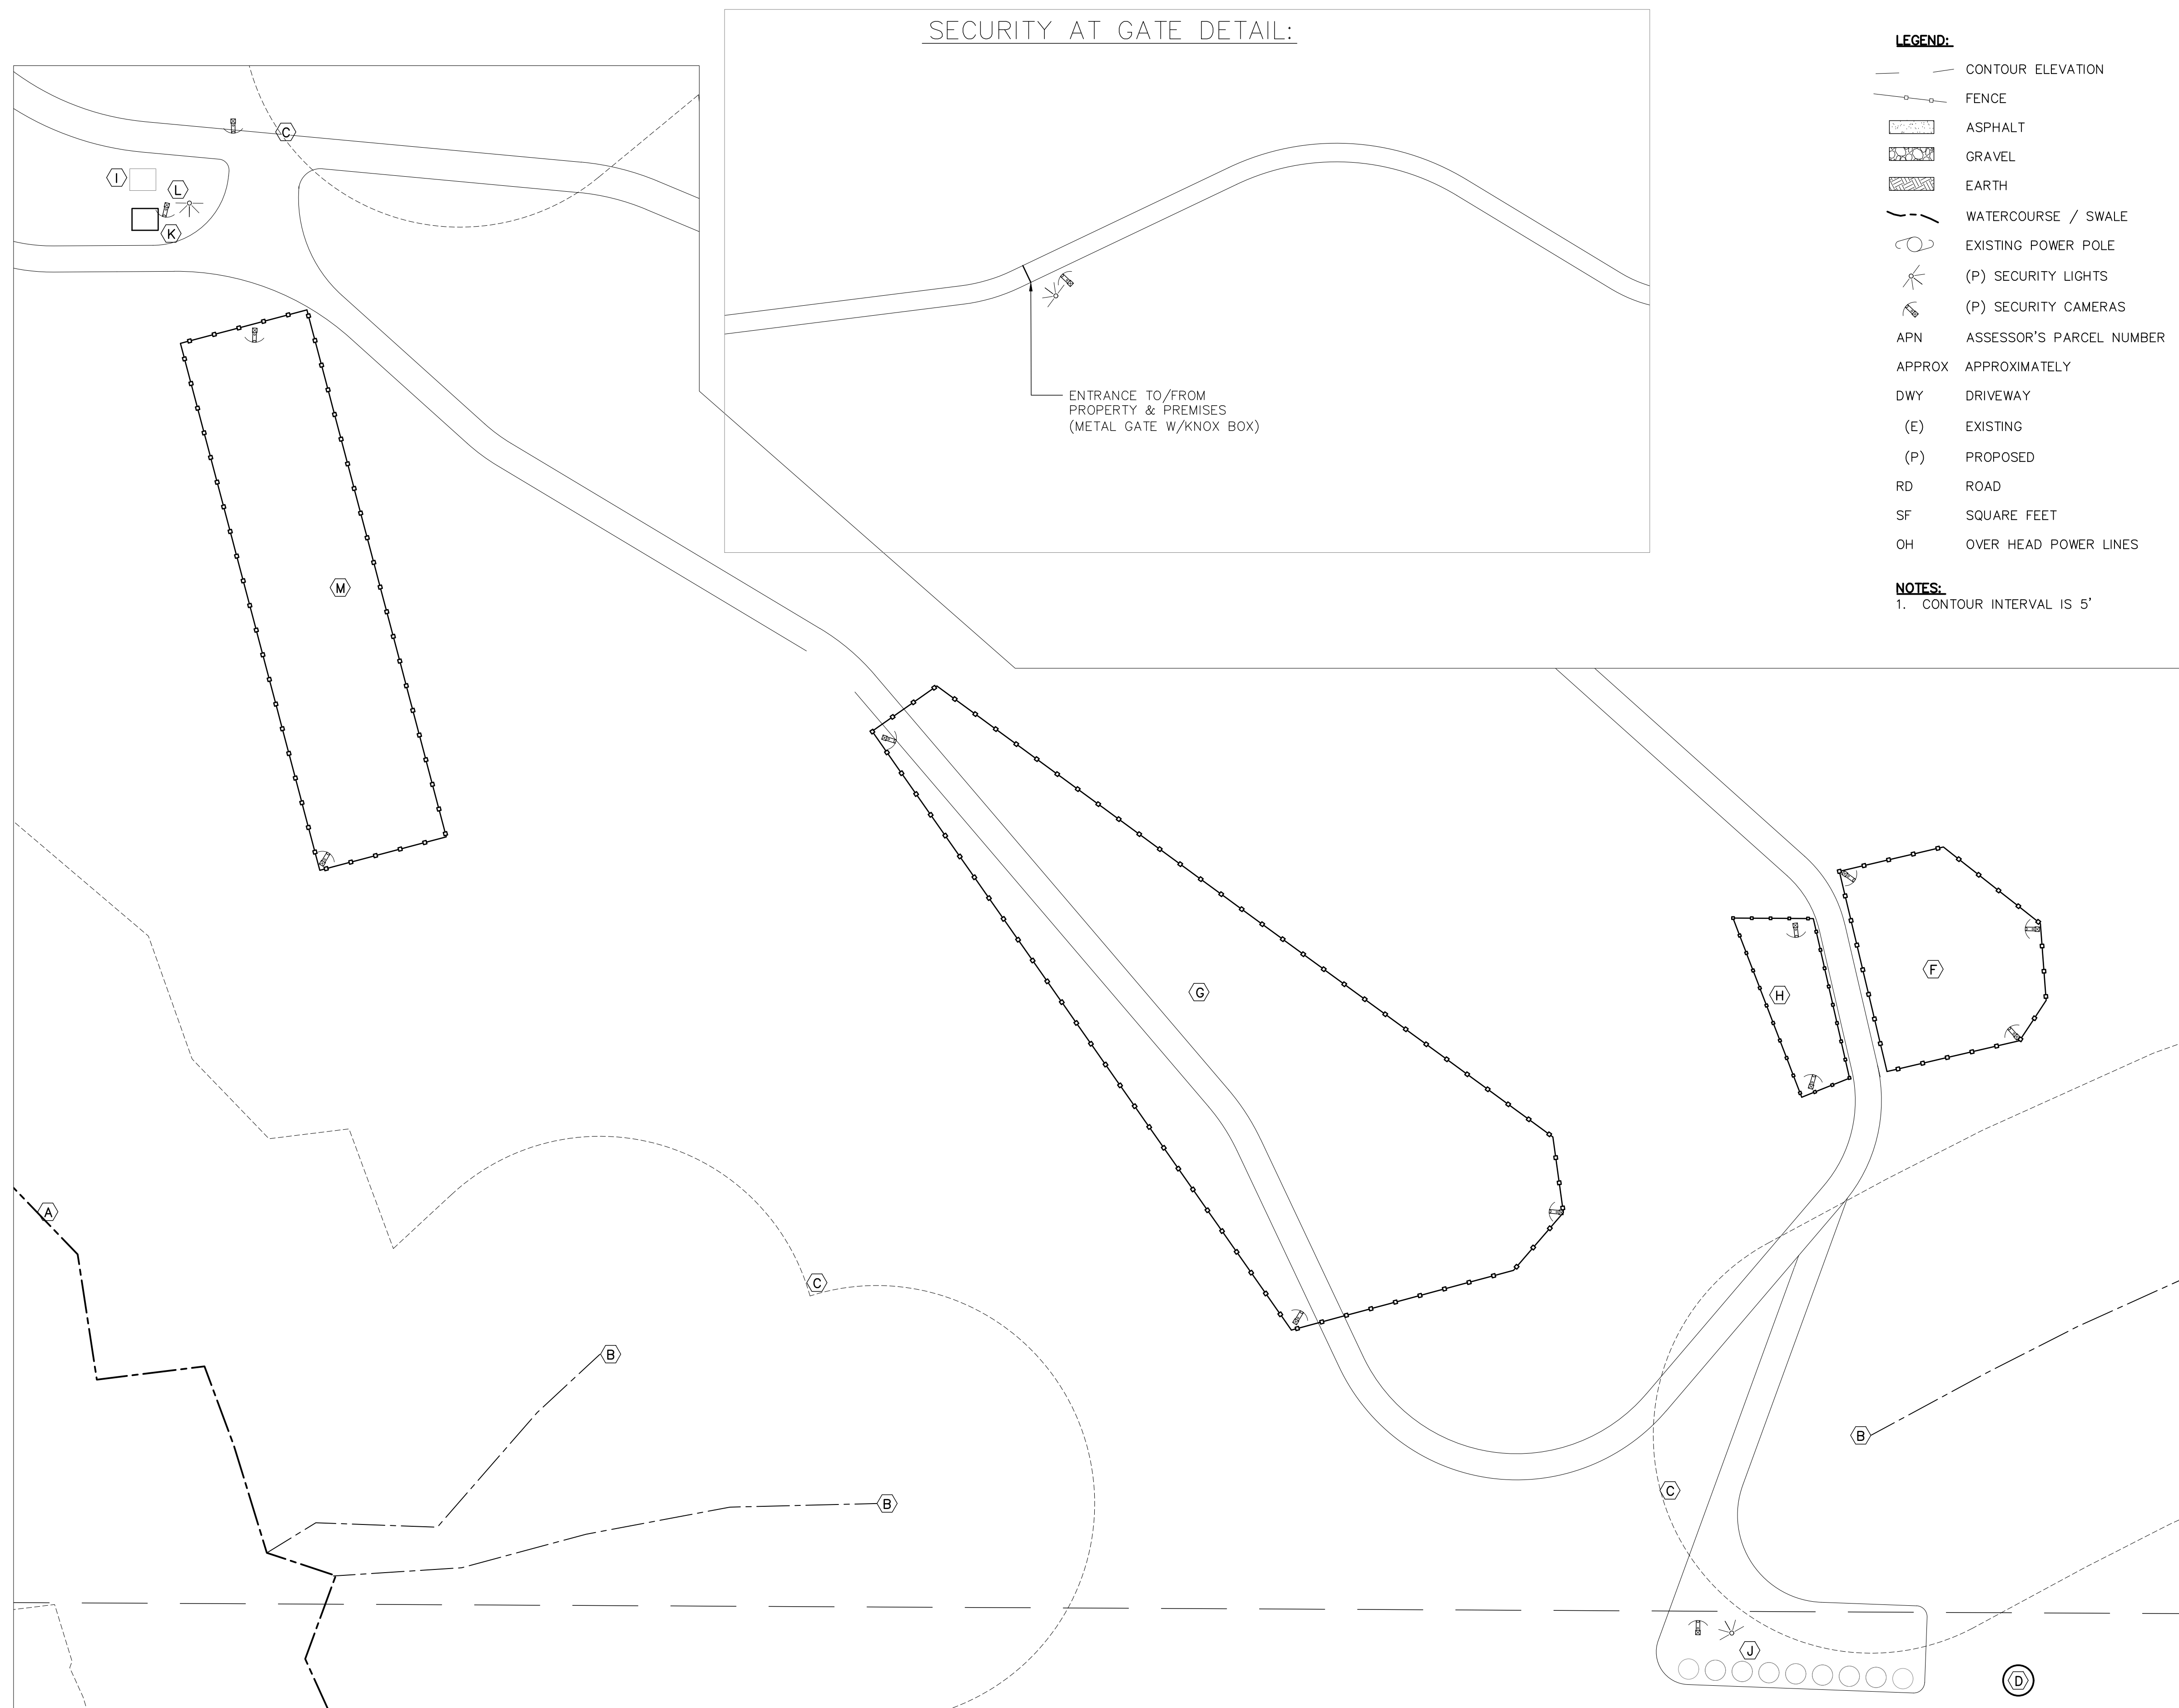 SECURITY AT GATE DETAIL:
ENTRANCE TO/FROM
PROPERTY & PREMISES
(METAL GATE W/KNOX BOX)
LEGEND:
CONTOUR ELEVATION
FENCE
ASPHALT
GRAVEL
EARTH
WATERCOURSE / SWALE
EXISTING POWER POLE
(P) SECURITY LIGHTS
(P) SECURITY CAMERAS
APN ASSESSOR'S PARCEL NUMBER
APPROX APPROXIMATELY
DWY DRIVEWAY
(E) EXISTING
(P) PROPOSED
RD ROAD
SF SQUARE FEET
OH OVER HEAD POWER LINES
NOTES:
1. CONTOUR INTERVAL IS 5'
C
I
L
K
M
G
H
F
A
C
B
B
B
C
J
D